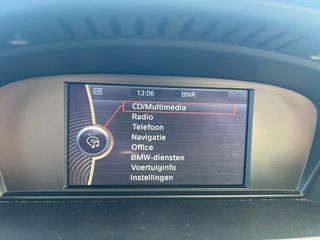 13:06 BNR
CD/Multimedia
Radio
Telefoon
Navigatie
Office
BMW-diensten
Voertuiginfo
Instellingen